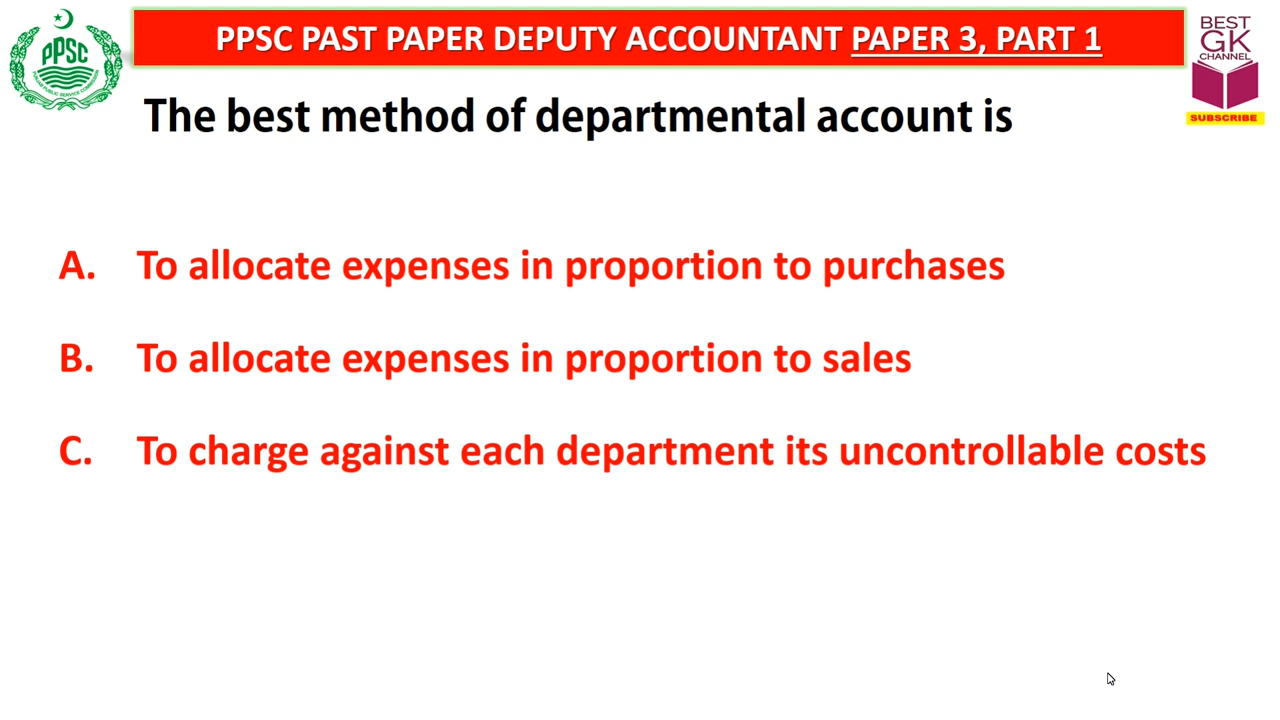 PPSC PAST PAPER DEPUTY ACCOUNTANT PAPER 3, PART 1
PPSC
BEST
GK
CHANNEL
SUBSCRIBE
The best method of departmental account is
A. To allocate expenses in proportion to purchases
B. To allocate expenses in proportion to sales
C. To charge against each department its uncontrollable costs